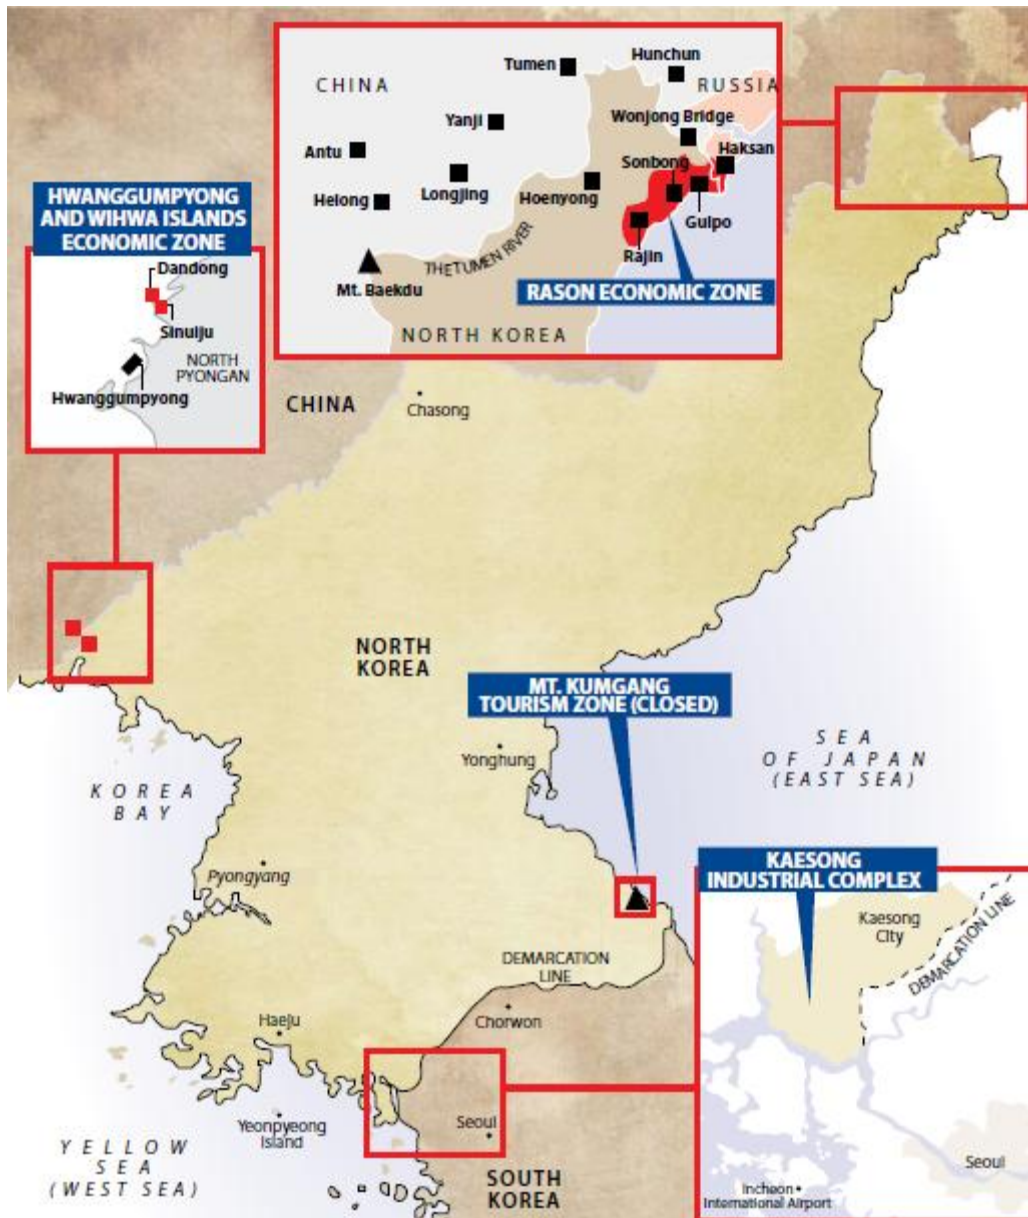 CHINA
Tumen
Hunchun
RUSSIA
Yanji
Wonjong Bridge
Antu
Sonbong
Haksan
Helong
Longjing
Hoenyong
Gulpo
Rajin
THE TUMEN RIVER
Mt. Baekdu
RASON ECONOMIC ZONE
NORTH KOREA
HWANGGUMPYONG
AND WIHWA ISLANDS
ECONOMIC ZONE
Dandong
Sinuiju
NORTH
PYONGAN
Hwanggumpyong
CHINA
Chasong
NORTH
KOREA
MT. KUMGANG
TOURISM ZONE (CLOSED)
Yonghung
SEA
OF JAPAN
(EAST SEA)
KOREA
BAY
Pyongyang
KAESONG
INDUSTRIAL COMPLEX
Kaesong
City
DEMARCATION LINE
DEMARCATION
LINE
Chorwon
Haeju
Yeonpyeong
Island
Seoul
YELLOW
SEA
(WEST SEA)
SOUTH
KOREA
Seoul
Incheon
International Airport